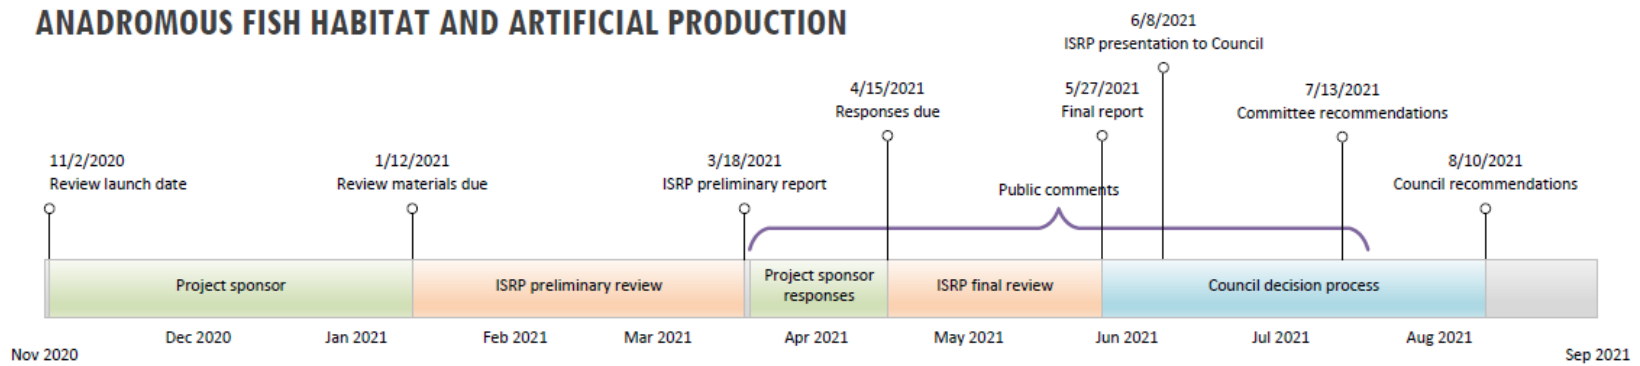 ANADROMOUS FISH HABITAT AND ARTIFICIAL PRODUCTION
6/8/2021
ISRP presentation to Council
4/15/2021
Responses due
5/27/2021
Final report
7/13/2021
Committee recommendations
11/2/2020
Review launch date
1/12/2021
Review materials due
3/18/2021
ISRP preliminary report
Public comments
8/10/2021
Council recommendations
Project sponsor
ISRP preliminary review
Project sponsor
responses
ISRP final review
Council decision process
Nov 2020
Dec 2020
Jan 2021
Feb 2021
Mar 2021
Apr 2021
May 2021
Jun 2021
Jul 2021
Aug 2021
Sep 2021